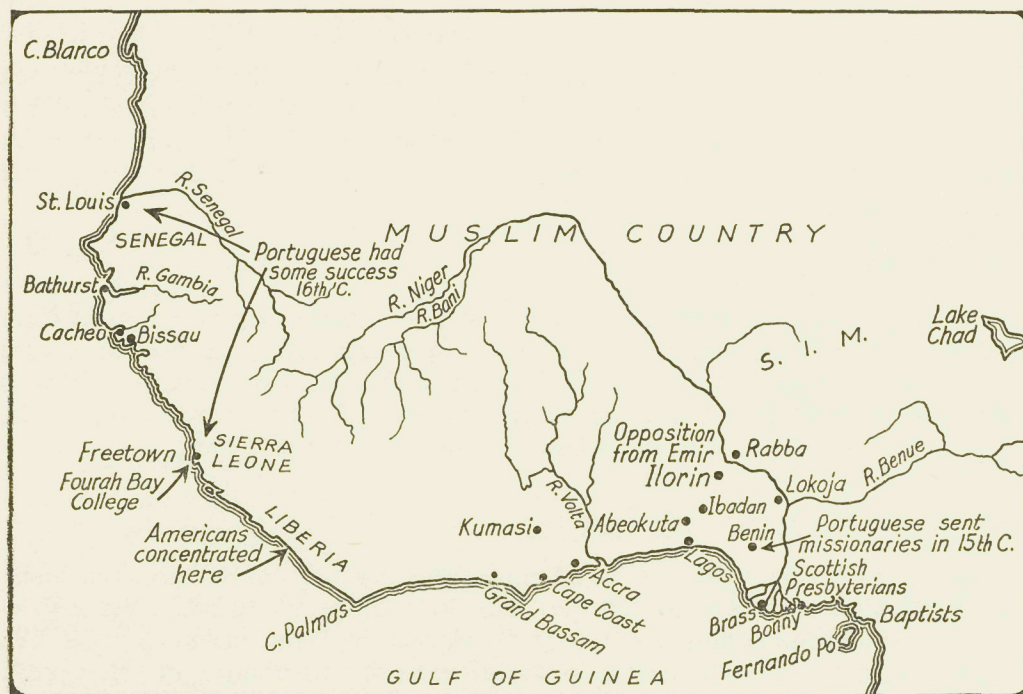 C. Blanco
St. Louis
R. Senegal
SENEGAL
MUSLIM COUNTRY
Portuguese had
some success
16th C.
Bathurst
R. Gambia
R. Niger
R. Bani
Cacheo
Bissau
Lake
Chad
S. I. M.
Freetown
SIERRA
LEONE
Fourah Bay
College
Opposition
from Emir
Ilorin
Rabba
Lokoja
R. Benue
LIBERIA
Americans
concentrated
here
Kumasi
R. Volta
Abeokuta
Ibadan
Benin
Portuguese sent
missionaries in 15th C.
Lagos
Accra
Cape Coast
Grand Bassam
C. Palmas
Scottish
Presbyterians
Brass
Bonny
Baptists
Fernando Po
GULF OF GUINEA